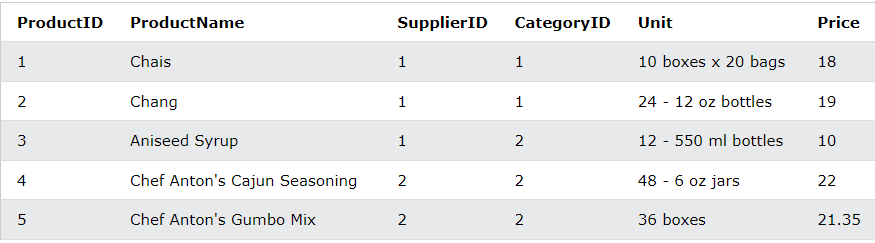 ProductID ProductName SupplierID CategoryID Unit Price
1 Chais 1 1 10 boxes x 20 bags 18
2 Chang 1 1 24 - 12 oz bottles 19
3 Aniseed Syrup 1 2 12 - 550 ml bottles 10
4 Chef Anton's Cajun Seasoning 2 2 48 - 6 oz jars 22
5 Chef Anton's Gumbo Mix 2 2 36 boxes 21.35